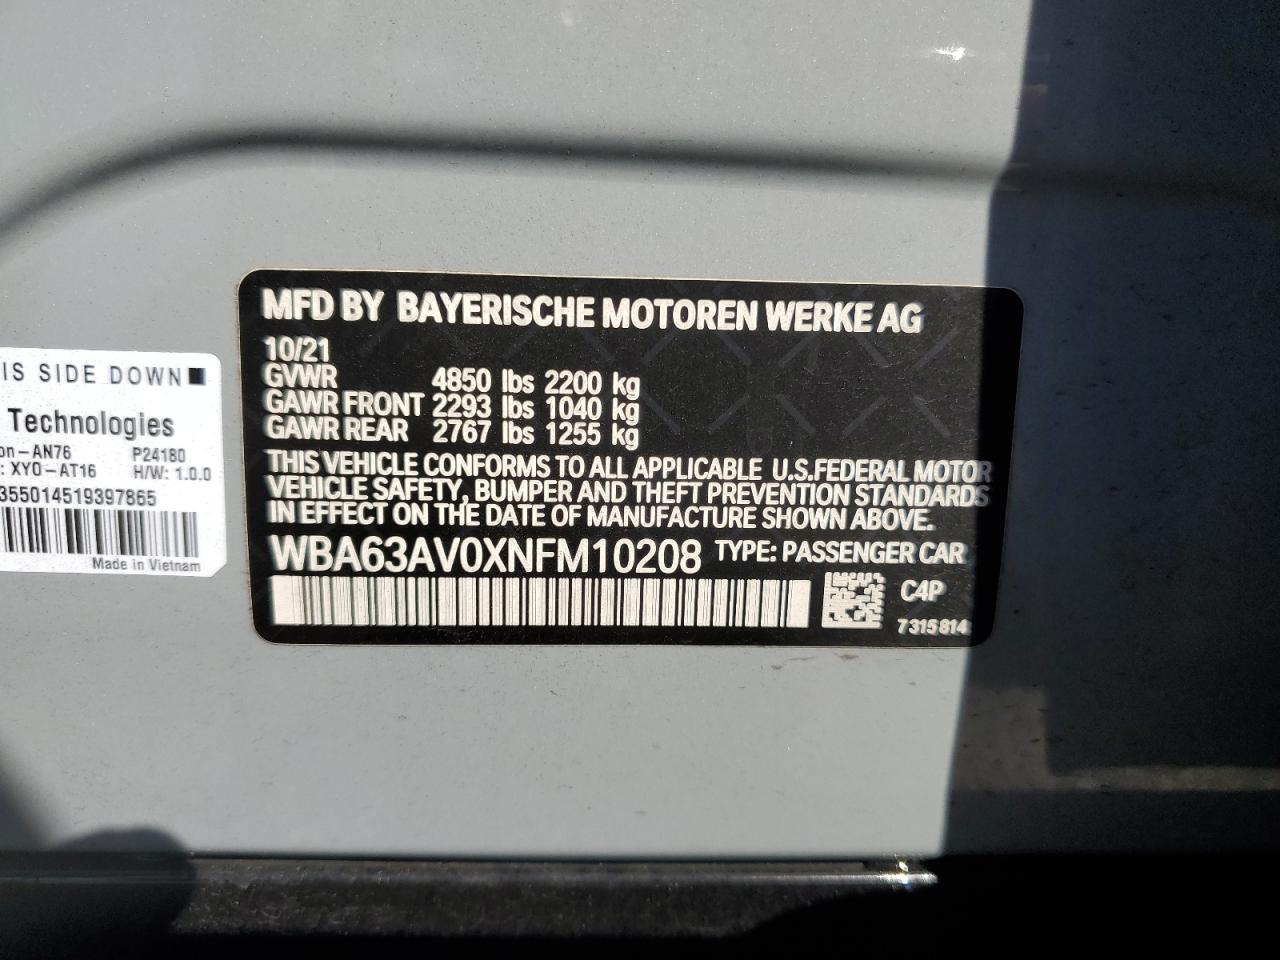 MFD BY BAYERISCHE MOTOREN WERKE AG
10/21
GVWR 4850 lbs 2200 kg
GAWR FRONT 2293 lbs 1040 kg
GAWR REAR 2767 lbs 1255 kg
THIS VEHICLE CONFORMS TO ALL APPLICABLE U.S.FEDERAL MOTOR
VEHICLE SAFETY, BUMPER AND THEFT PREVENTION STANDARDS
IN EFFECT ON THE DATE OF MANUFACTURE SHOWN ABOVE.
WBA63AV0XNFM10208 TYPE: PASSENGER CAR
C4P
7315814
IS SIDE DOWN
Technologies
on-AN76 P24180
: XYO-AT16 H/W: 1.0.0
355014519397865
Made in Vietnam